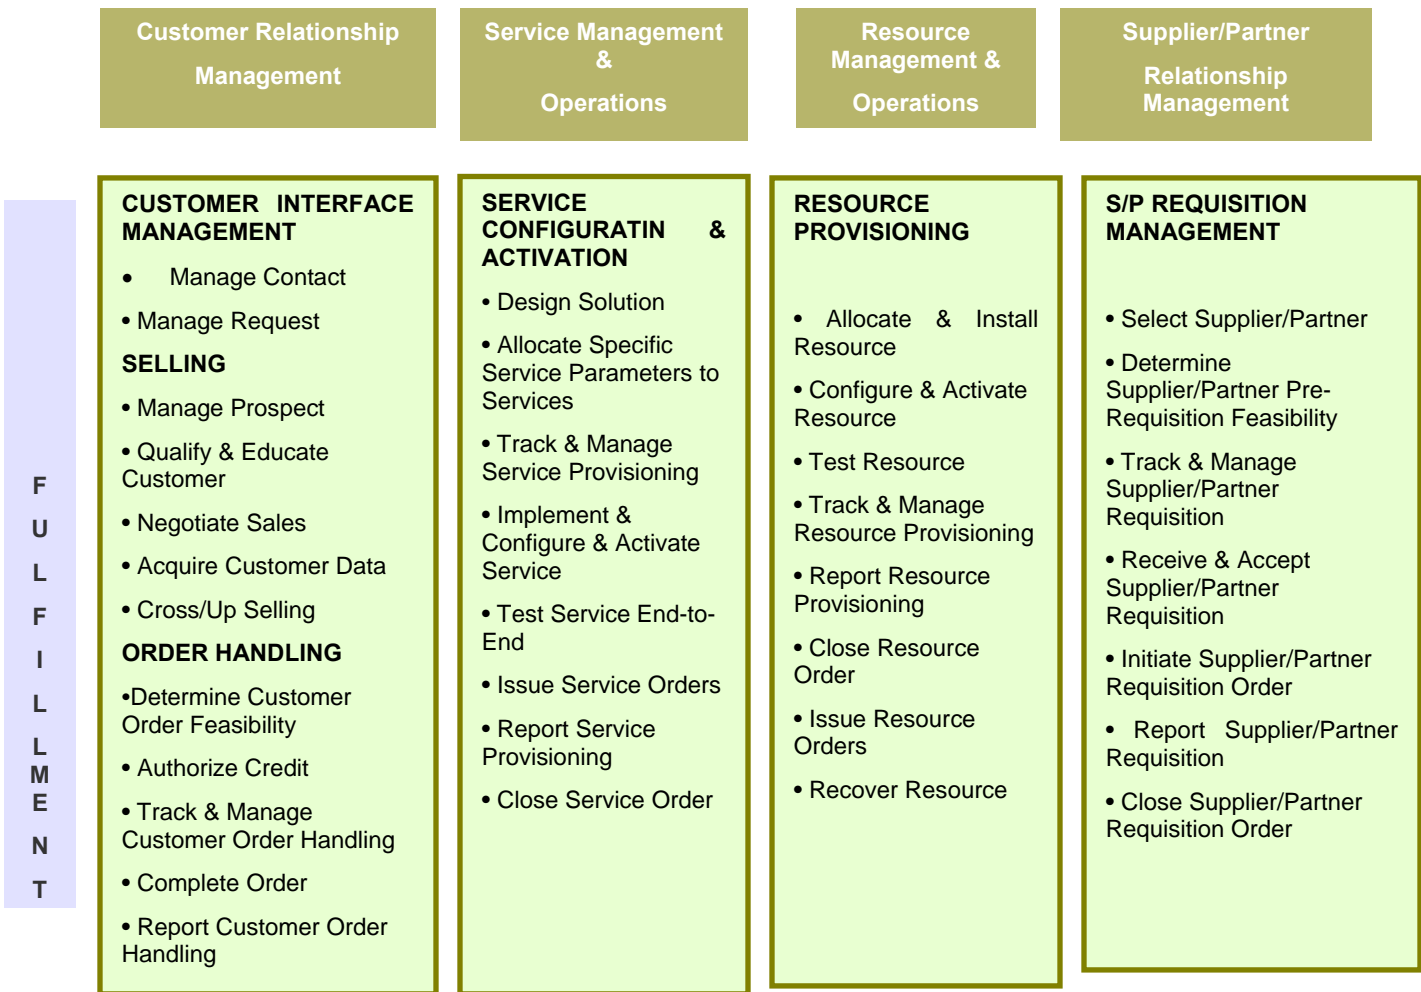 Customer Relationship
Management
Service Management
&
Operations
Resource
Management &
Operations
Supplier/Partner
Relationship
Management
F
U
L
F
I
L
L
M
E
N
T
CUSTOMER INTERFACE
MANAGEMENT
• Manage Contact
• Manage Request
SELLING
• Manage Prospect
• Qualify & Educate
Customer
• Negotiate Sales
• Acquire Customer Data
• Cross/Up Selling
ORDER HANDLING
•Determine Customer
Order Feasibility
• Authorize Credit
• Track & Manage
Customer Order Handling
• Complete Order
• Report Customer Order
Handling
SERVICE
CONFIGURATIN &
ACTIVATION
• Design Solution
• Allocate Specific
Service Parameters to
Services
• Track & Manage
Service Provisioning
• Implement &
Configure & Activate
Service
• Test Service End-to-
End
• Issue Service Orders
• Report Service
Provisioning
• Close Service Order
RESOURCE
PROVISIONING
• Allocate & Install
Resource
• Configure & Activate
Resource
• Test Resource
• Track & Manage
Resource Provisioning
• Report Resource
Provisioning
• Close Resource
Order
• Issue Resource
Orders
• Recover Resource
S/P REQUISITION
MANAGEMENT
• Select Supplier/Partner
• Determine
Supplier/Partner Pre-
Requisition Feasibility
• Track & Manage
Supplier/Partner
Requisition
• Receive & Accept
Supplier/Partner
Requisition
• Initiate Supplier/Partner
Requisition Order
• Report Supplier/Partner
Requisition
• Close Supplier/Partner
Requisition Order